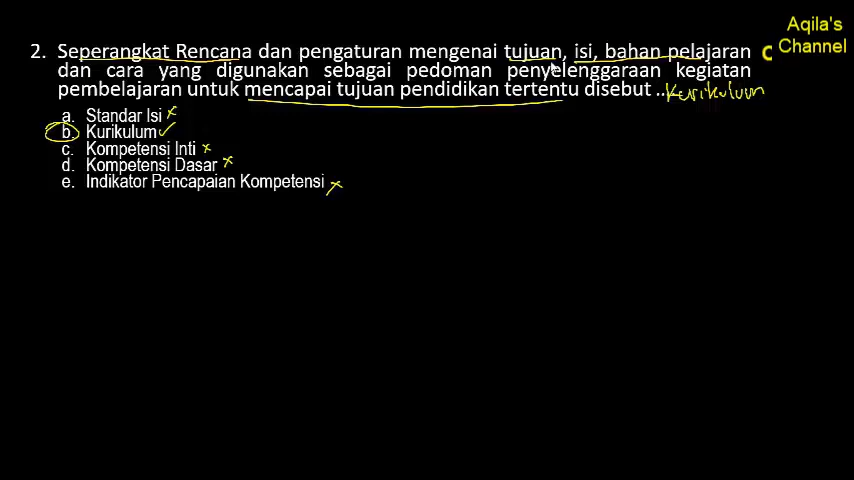 Aqila's
Channel
2. Seperangkat Rencana dan pengaturan mengenai tujuan, isi, bahan pelajaran
dan cara yang digunakan sebagai pedoman penyelenggaraan kegiatan
pembelajaran untuk mencapai tujuan pendidikan tertentu disebut .. Kurikulum
a. Standar Isi ×
b. Kurikulum ✓
c. Kompetensi Inti ×
d. Kompetensi Dasar ×
e. Indikator Pencapaian Kompetensi ×